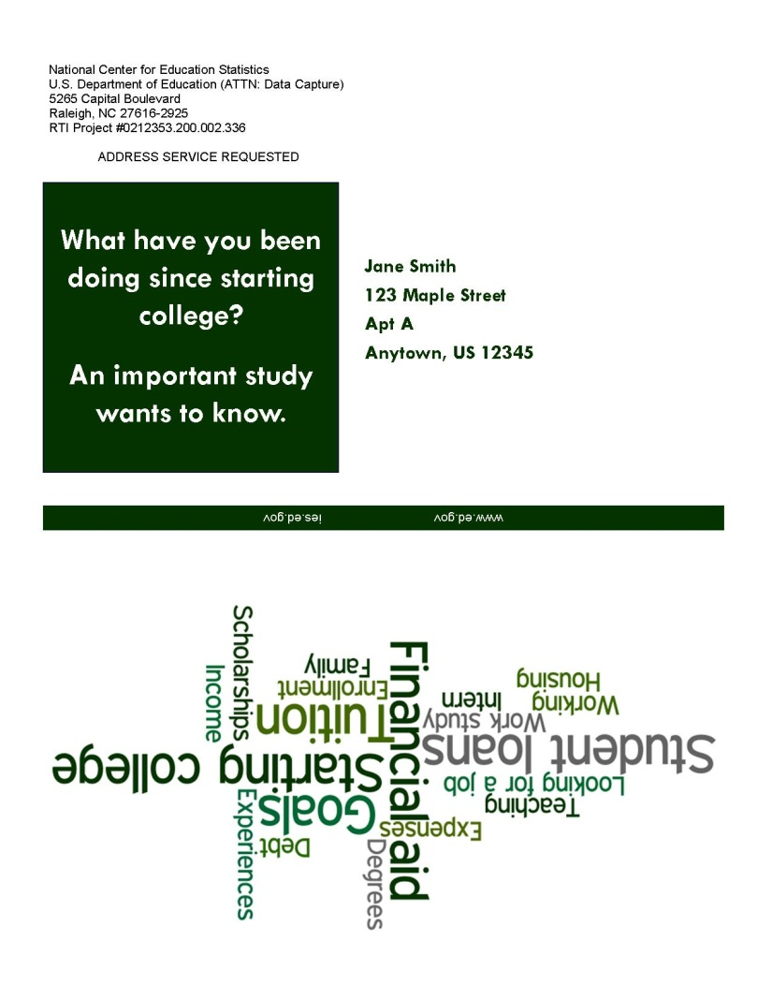 National Center for Education Statistics
U.S. Department of Education (ATTN: Data Capture)
5265 Capital Boulevard
Raleigh, NC 27616-2925
RTI Project #0212353.200.002.336
ADDRESS SERVICE REQUESTED
What have you been
doing since starting
college?
An important study
wants to know.
Jane Smith
123 Maple Street
Apt A
Anytown, US 12345
www.ed.gov
ies.ed.gov
Scholarships
Income
Family
Enrollment
Tuition
Financial aid
Housing
Working
Intern
Work study
Student loans
Starting college
Looking for a job
Teaching
Goals
Expenses
Experiences
Debt
Degrees